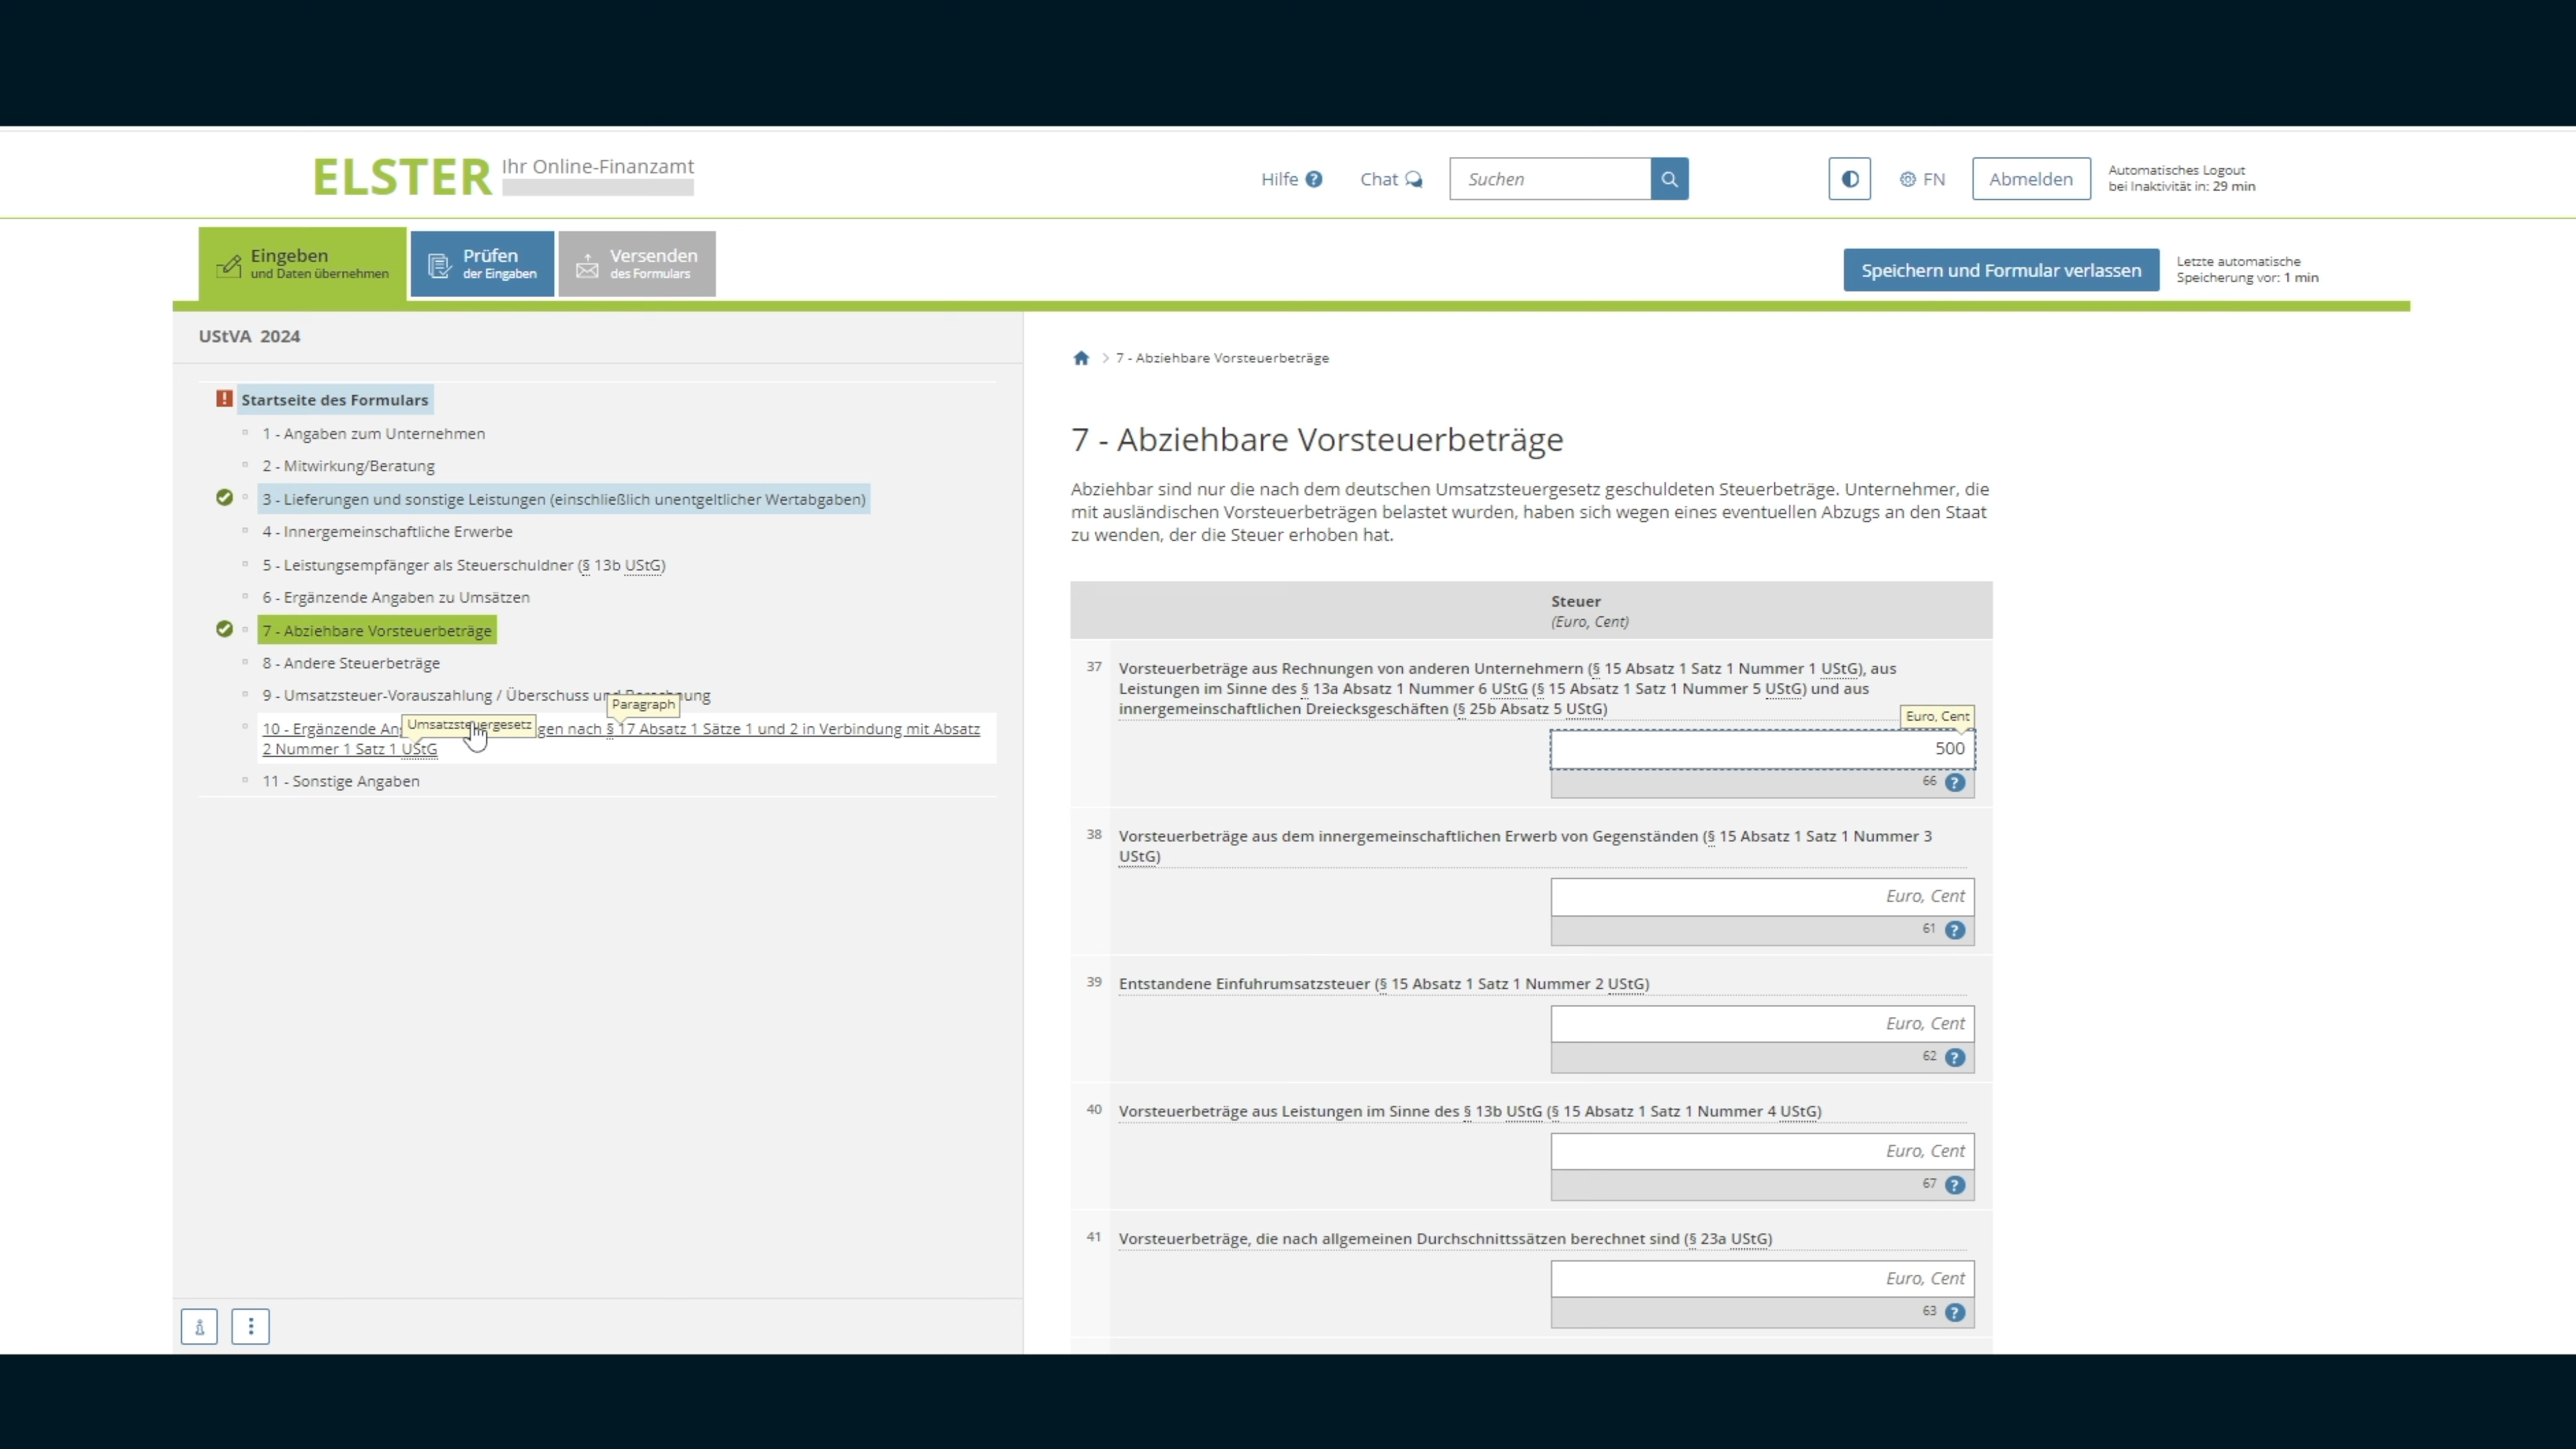 ELSTER Ihr Online-Finanzamt
Hilfe ?
Chat
Suchen
FN
Abmelden
Automatisches Logout
bei Inaktivität in: 29 min
Eingeben
und Daten übernehmen
Prüfen
der Eingaben
Versenden
des Formulars
Speichern und Formular verlassen
Letzte automatische
Speicherung vor: 1 min
UStVA 2024
! Startseite des Formulars
1 - Angaben zum Unternehmen
2 - Mitwirkung/Beratung
3 - Lieferungen und sonstige Leistungen (einschließlich unentgeltlicher Wertabgaben)
4 - Innergemeinschaftliche Erwerbe
5 - Leistungsempfänger als Steuerschuldner (§ 13b UStG)
6 - Ergänzende Angaben zu Umsätzen
7 - Abziehbare Vorsteuerbeträge
8 - Andere Steuerbeträge
9 - Umsatzsteuer-Vorauszahlung / Überschuss und Berechnung
Paragraph
Umsatzsteuergesetz
10 - Ergänzende An gen nach § 17 Absatz 1 Sätze 1 und 2 in Verbindung mit Absatz
2 Nummer 1 Satz 1 UStG
11 - Sonstige Angaben
i
> 7 - Abziehbare Vorsteuerbeträge
7 - Abziehbare Vorsteuerbeträge
Abziehbar sind nur die nach dem deutschen Umsatzsteuergesetz geschuldeten Steuerbeträge. Unternehmer, die
mit ausländischen Vorsteuerbeträgen belastet wurden, haben sich wegen eines eventuellen Abzugs an den Staat
zu wenden, der die Steuer erhoben hat.
Steuer
(Euro, Cent)
37 Vorsteuerbeträge aus Rechnungen von anderen Unternehmern (§ 15 Absatz 1 Satz 1 Nummer 1 UStG), aus
Leistungen im Sinne des § 13a Absatz 1 Nummer 6 UStG (§ 15 Absatz 1 Satz 1 Nummer 5 UStG) und aus
innergemeinschaftlichen Dreiecksgeschäften (§ 25b Absatz 5 UStG)
Euro, Cent
500
66 ?
38 Vorsteuerbeträge aus dem innergemeinschaftlichen Erwerb von Gegenständen (§ 15 Absatz 1 Satz 1 Nummer 3
UStG)
Euro, Cent
61 ?
39 Entstandene Einfuhrumsatzsteuer (§ 15 Absatz 1 Satz 1 Nummer 2 UStG)
Euro, Cent
62 ?
40 Vorsteuerbeträge aus Leistungen im Sinne des § 13b UStG (§ 15 Absatz 1 Satz 1 Nummer 4 UStG)
Euro, Cent
67 ?
41 Vorsteuerbeträge, die nach allgemeinen Durchschnittssätzen berechnet sind (§ 23a UStG)
Euro, Cent
63 ?